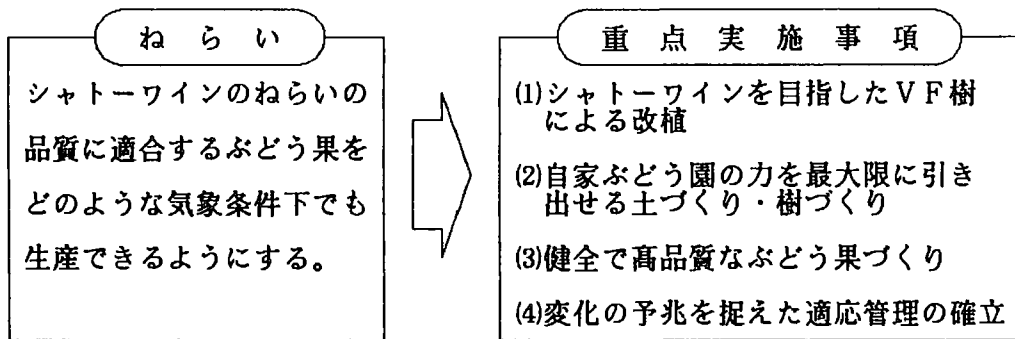 ねらい
シャトーワインのねらいの
品質に適合するぶどう果を
どのような気象条件下でも
生産できるようにする。
重点実施事項
(1)シャトーワインを目指したVF樹
による改植
(2)自家ぶどう園の力を最大限に引き
出せる土づくり・樹づくり
(3)健全で高品質なぶどう果づくり
(4)変化の予兆を捉えた適応管理の確立